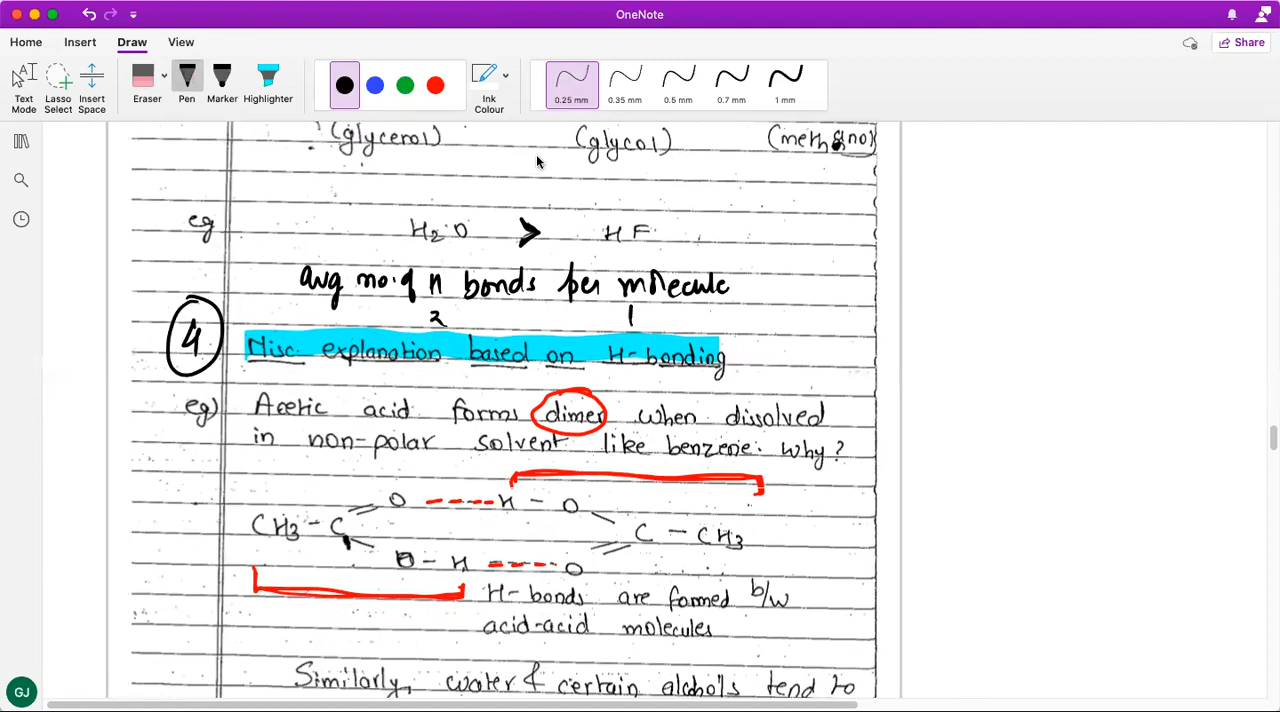 OneNote
Home Insert Draw View
Share
Text Mode
Lasso Select
Insert Space
Eraser
Pen
Marker
Highlighter
Ink Colour
0.25 mm
0.35 mm
0.5 mm
0.7 mm
1 mm
(glycerol) (glycol)
eg H2O > HF
avg no. of H bonds per molecule
2 1
4 Misc. explanation based on H-bonding
eg) Acetic acid forms dimer when dissolved
in non-polar solvent like benzene. Why?
O ---- H - O
CH3 - C C - CH3
O - H ---- O
H-bonds are formed b/w
acid-acid molecules
Similarly, water & certain alcohols tend to
GJ